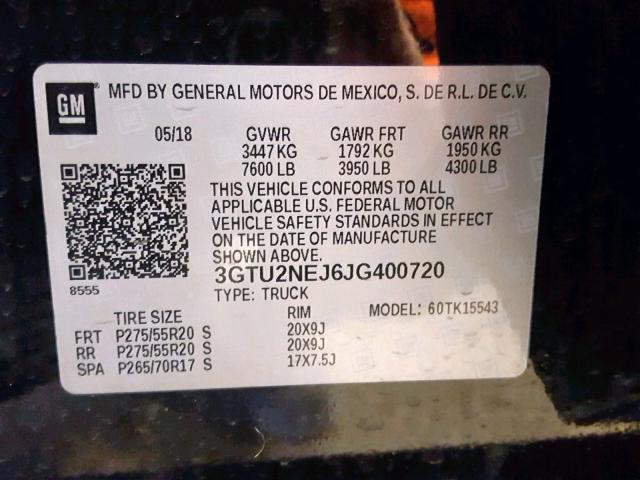 GM MFD BY GENERAL MOTORS DE MEXICO, S. DE R.L. DE C.V.
05/18 GVWR GAWR FRT GAWR RR
3447 KG 1792 KG 1950 KG
7600 LB 3950 LB 4300 LB
THIS VEHICLE CONFORMS TO ALL
APPLICABLE U.S. FEDERAL MOTOR
VEHICLE SAFETY STANDARDS IN EFFECT
ON THE DATE OF MANUFACTURE
SHOWN ABOVE.
8555
3GTU2NEJ6JG400720
TYPE: TRUCK MODEL: 60TK15543
TIRE SIZE RIM
FRT P275/55R20 S 20X9J
RR P275/55R20 S 20X9J
SPA P265/70R17 S 17X7.5J